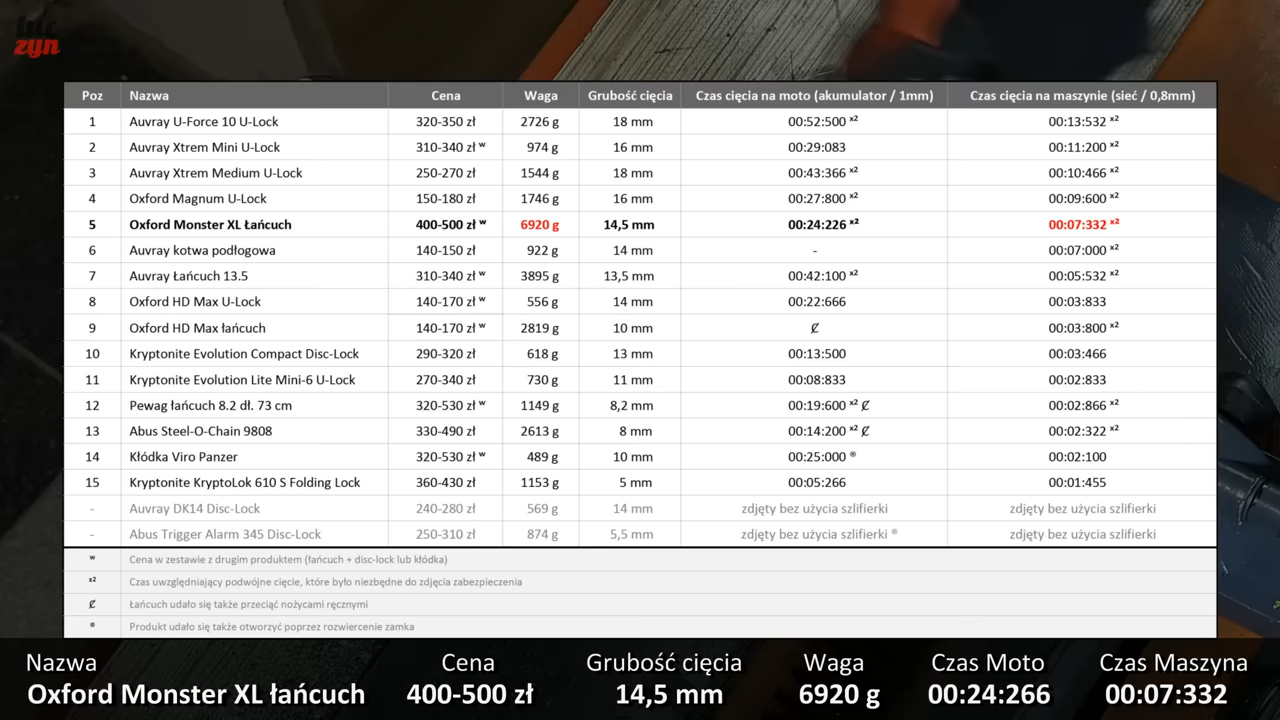 luc
zyn
Poz Nazwa Cena Waga Grubość cięcia Czas cięcia na moto (akumulator / 1mm) Czas cięcia na maszynie (sieć / 0,8mm)
1 Auvray U-Force 10 U-Lock 320-350 zł 2726 g 18 mm 00:52:500 x2 00:13:532 x2
2 Auvray Xtrem Mini U-Lock 310-340 zł w 974 g 16 mm 00:29:083 00:11:200 x2
3 Auvray Xtrem Medium U-Lock 250-270 zł 1544 g 18 mm 00:43:366 x2 00:10:466 x2
4 Oxford Magnum U-Lock 150-180 zł 1746 g 16 mm 00:27:800 x2 00:09:600 x2
5 Oxford Monster XL Łańcuch 400-500 zł w 6920 g 14,5 mm 00:24:226 x2 00:07:332 x2
6 Auvray kotwa podłogowa 140-150 zł 922 g 14 mm - 00:07:000 x2
7 Auvray Łańcuch 13.5 310-340 zł w 3895 g 13,5 mm 00:42:100 x2 00:05:532 x2
8 Oxford HD Max U-Lock 140-170 zł w 556 g 14 mm 00:22:666 00:03:833
9 Oxford HD Max łańcuch 140-170 zł w 2819 g 10 mm ₡ 00:03:800 x2
10 Kryptonite Evolution Compact Disc-Lock 290-320 zł 618 g 13 mm 00:13:500 00:03:466
11 Kryptonite Evolution Lite Mini-6 U-Lock 270-340 zł 730 g 11 mm 00:08:833 00:02:833
12 Pewag łańcuch 8.2 dł. 73 cm 320-530 zł w 1149 g 8,2 mm 00:19:600 x2 ₡ 00:02:866 x2
13 Abus Steel-O-Chain 9808 330-490 zł 2613 g 8 mm 00:14:200 x2 ₡ 00:02:322 x2
14 Kłódka Viro Panzer 320-530 zł w 489 g 10 mm 00:25:000 ® 00:02:100
15 Kryptonite KryptoLok 610 S Folding Lock 360-430 zł 1153 g 5 mm 00:05:266 00:01:455
- Auvray DK14 Disc-Lock 240-280 zł 569 g 14 mm zdjęty bez użycia szlifierki zdjęty bez użycia szlifierki
- Abus Trigger Alarm 345 Disc-Lock 250-310 zł 874 g 5,5 mm zdjęty bez użycia szlifierki ® zdjęty bez użycia szlifierki
w Cena w zestawie z drugim produktem (łańcuch + disc-lock lub kłódka)
x2 Czas uwzględniający podwójne cięcie, które było niezbędne do zdjęcia zabezpieczenia
₡ Łańcuch udało się także przeciąć nożycami ręcznymi
® Produkt udało się także otworzyć poprzez rozwiercenie zamka
Nazwa Cena Grubość cięcia Waga Czas Moto Czas Maszyna
Oxford Monster XL łańcuch 400-500 zł 14,5 mm 6920 g 00:24:266 00:07:332